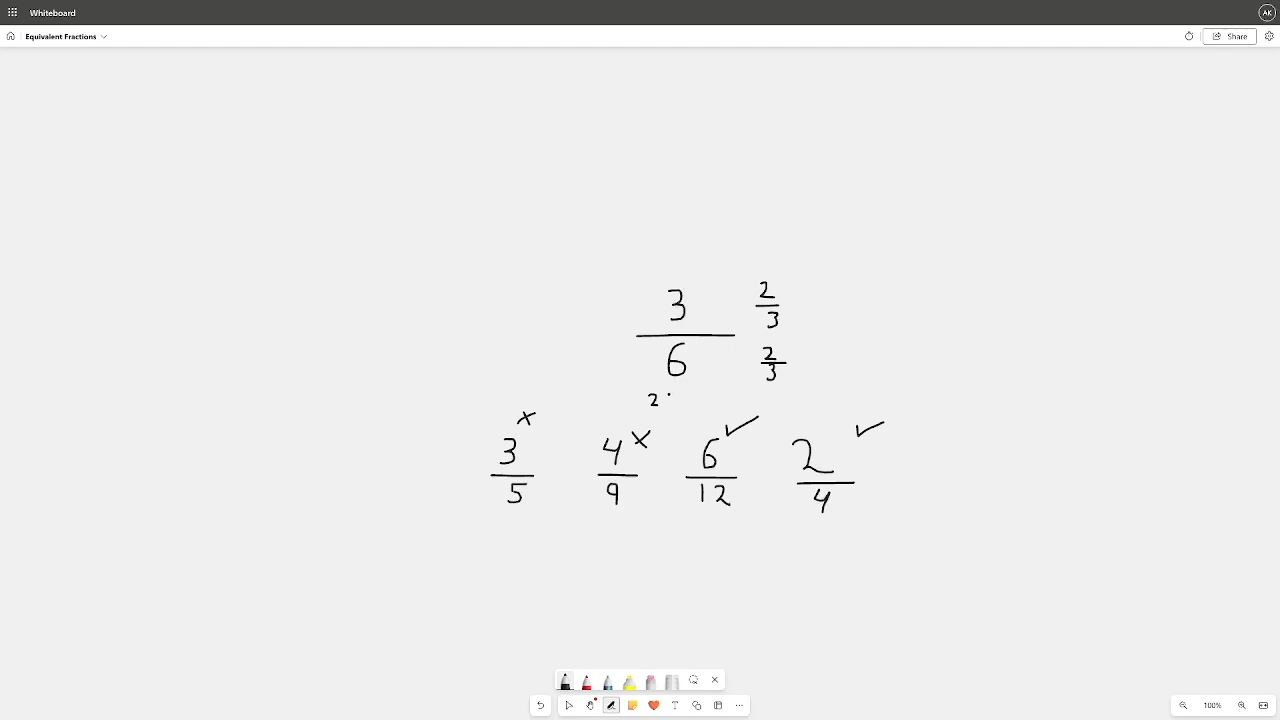 Whiteboard
AK
Equivalent Fractions
Share
3
6
2
3
2
3
2 .
3 x
5
4 x
9
6 ✓
12
2 ✓
4
100%